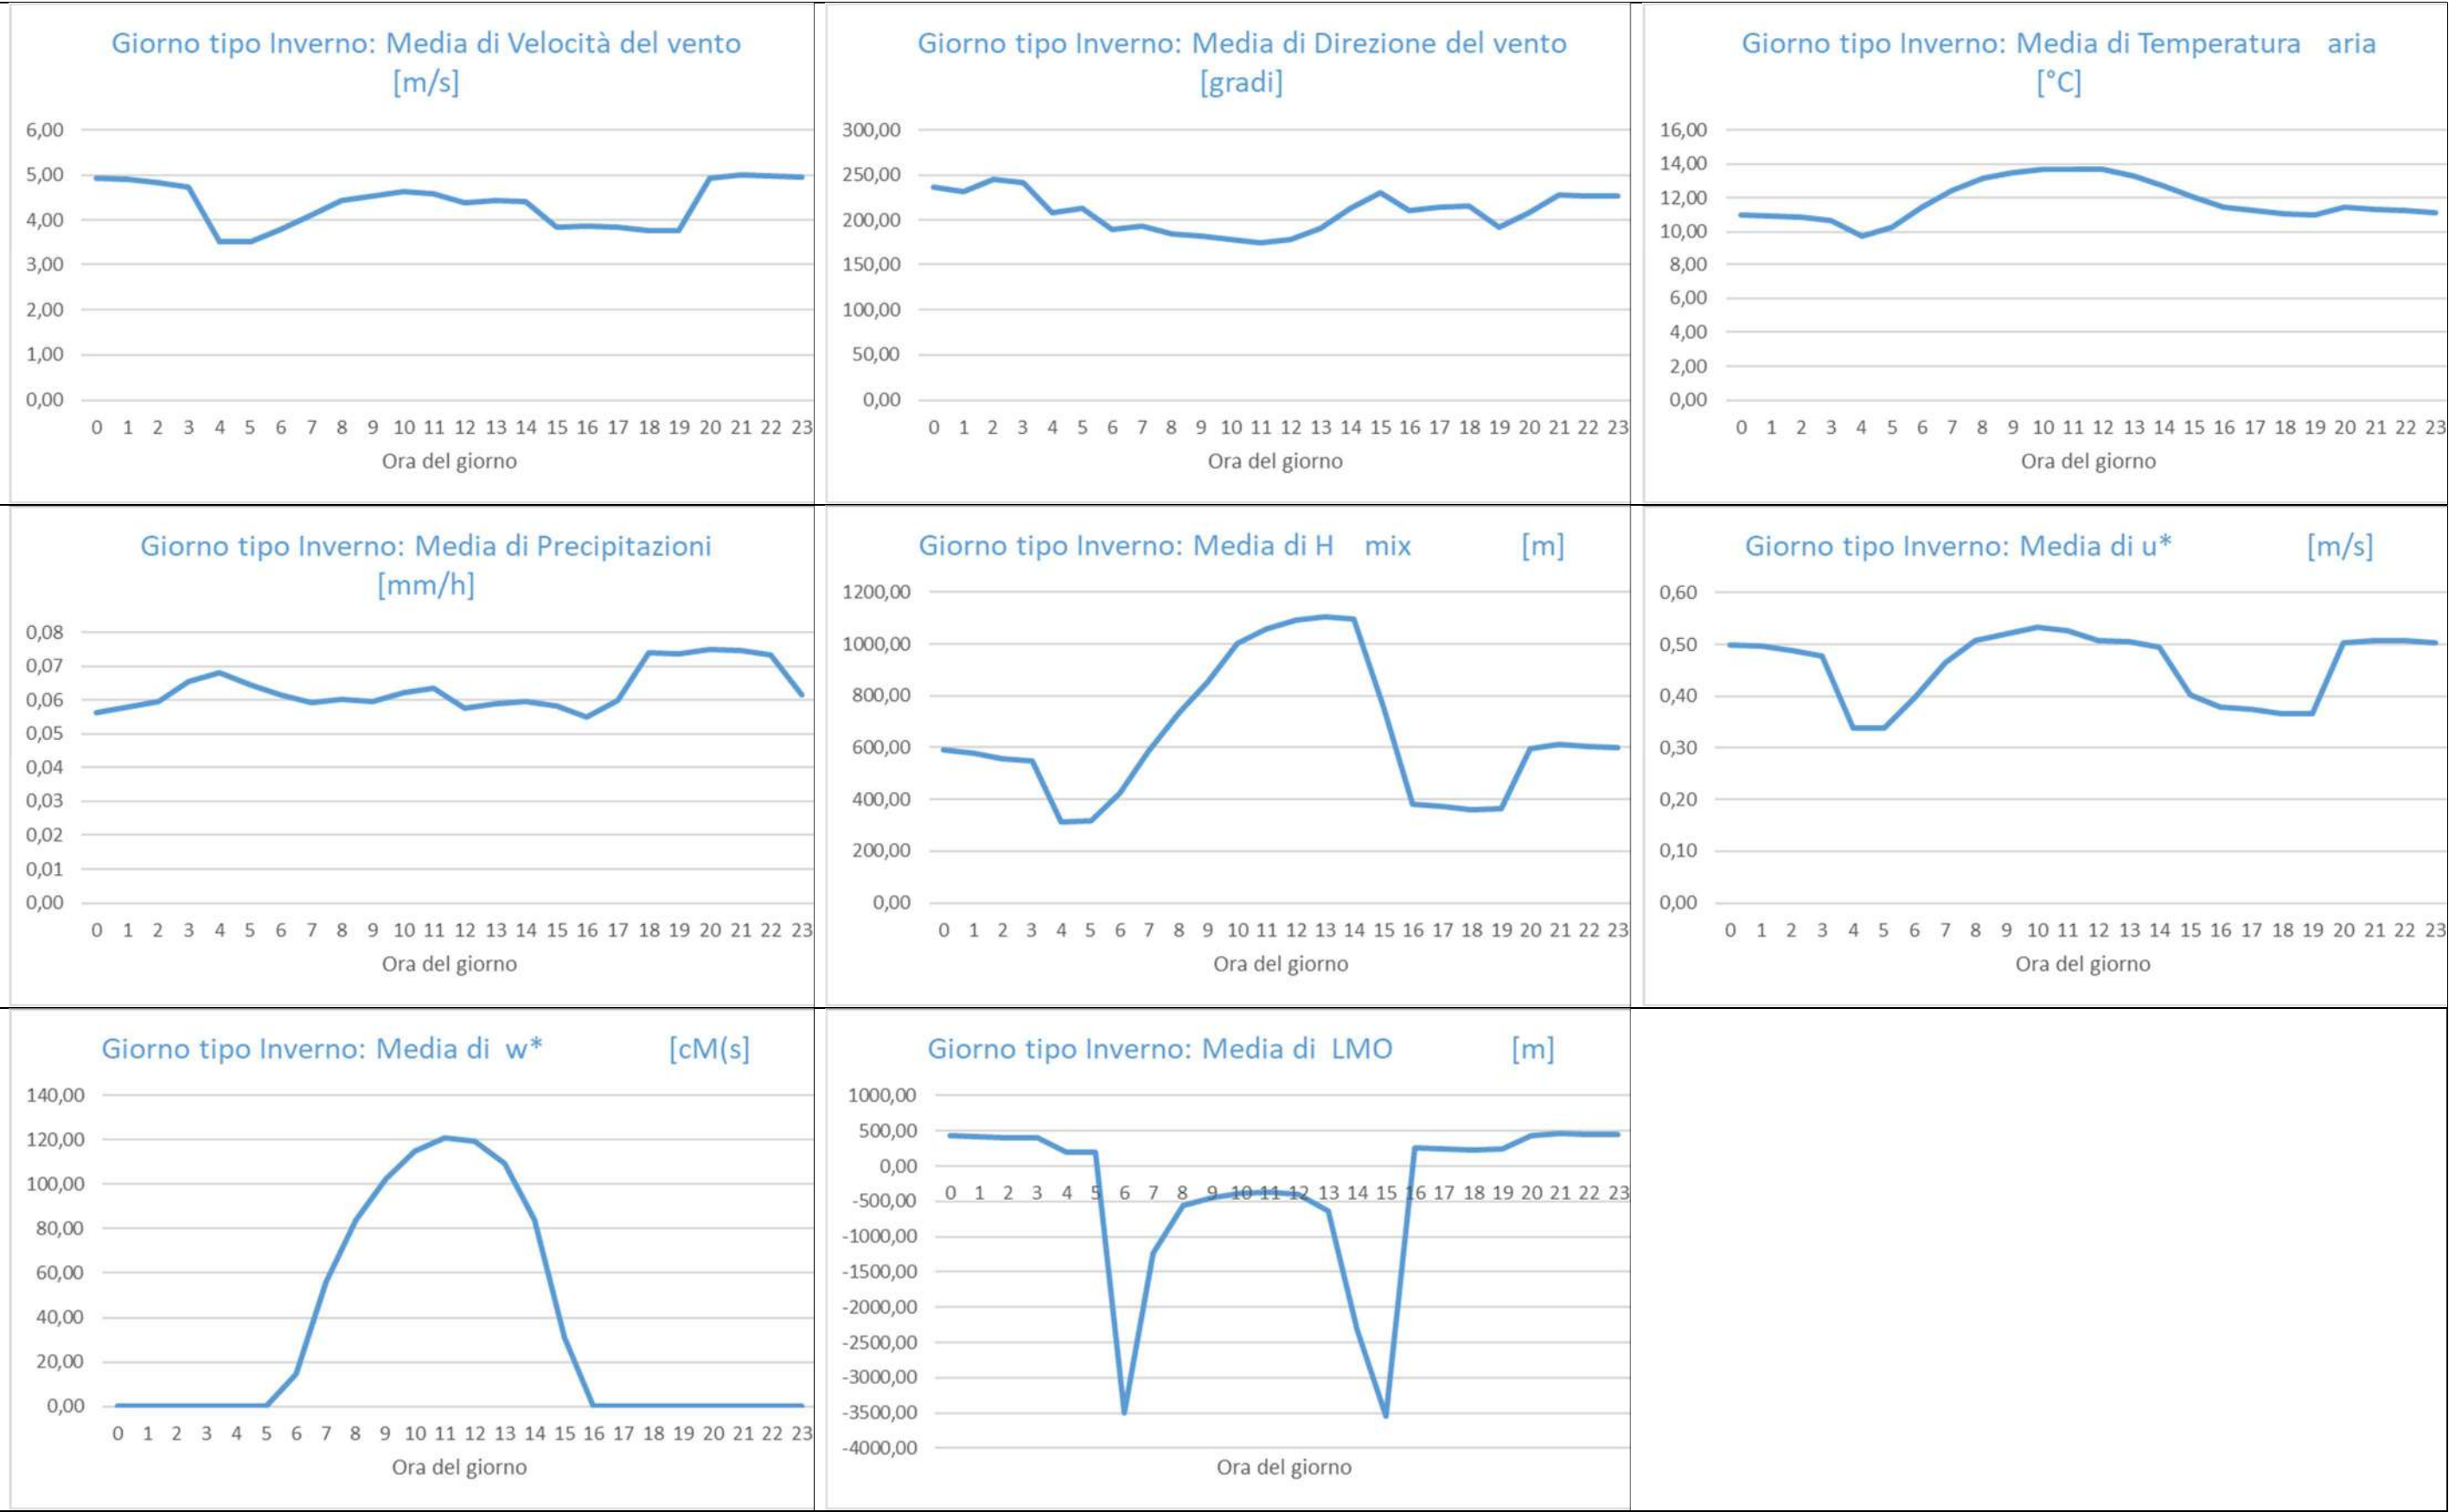 Giorno tipo Inverno: Media di Velocità del vento
[m/s]
6,00
5,00
4,00
3,00
2,00
1,00
0,00
0 1 2 3 4 5 6 7 8 9 10 11 12 13 14 15 16 17 18 19 20 21 22 23
Ora del giorno
Giorno tipo Inverno: Media di Direzione del vento
[gradi]
300,00
250,00
200,00
150,00
100,00
50,00
0,00
0 1 2 3 4 5 6 7 8 9 10 11 12 13 14 15 16 17 18 19 20 21 22 23
Ora del giorno
Giorno tipo Inverno: Media di Temperatura aria
[°C]
16,00
14,00
12,00
10,00
8,00
6,00
4,00
2,00
0,00
0 1 2 3 4 5 6 7 8 9 10 11 12 13 14 15 16 17 18 19 20 21 22 23
Ora del giorno
Giorno tipo Inverno: Media di Precipitazioni
[mm/h]
0,08
0,07
0,06
0,05
0,04
0,03
0,02
0,01
0,00
0 1 2 3 4 5 6 7 8 9 10 11 12 13 14 15 16 17 18 19 20 21 22 23
Ora del giorno
Giorno tipo Inverno: Media di H mix [m]
1200,00
1000,00
800,00
600,00
400,00
200,00
0,00
0 1 2 3 4 5 6 7 8 9 10 11 12 13 14 15 16 17 18 19 20 21 22 23
Ora del giorno
Giorno tipo Inverno: Media di u* [m/s]
0,60
0,50
0,40
0,30
0,20
0,10
0,00
0 1 2 3 4 5 6 7 8 9 10 11 12 13 14 15 16 17 18 19 20 21 22 23
Ora del giorno
Giorno tipo Inverno: Media di w* [cM(s]
140,00
120,00
100,00
80,00
60,00
40,00
20,00
0,00
0 1 2 3 4 5 6 7 8 9 10 11 12 13 14 15 16 17 18 19 20 21 22 23
Ora del giorno
Giorno tipo Inverno: Media di LMO [m]
1000,00
500,00
0,00
0 1 2 3 4 5 6 7 8 9 10 11 12 13 14 15 16 17 18 19 20 21 22 23
-500,00
-1000,00
-1500,00
-2000,00
-2500,00
-3000,00
-3500,00
-4000,00
Ora del giorno